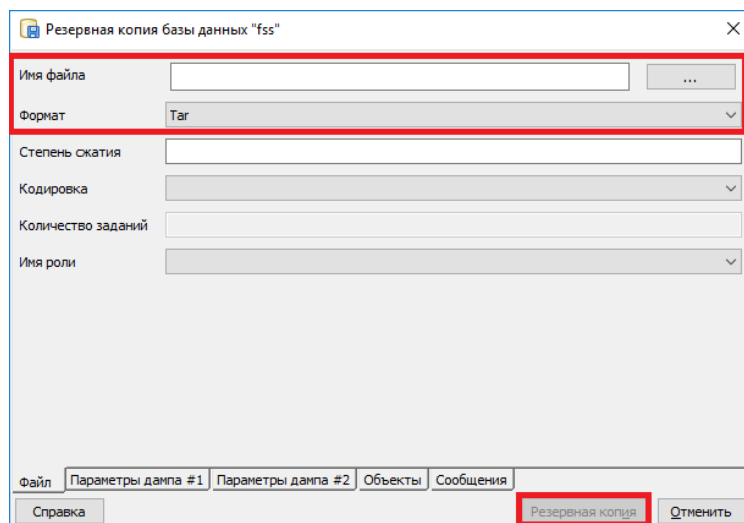 Резервная копия базы данных "fss"
Имя файла
...
Формат
Tar
Степень сжатия
Кодировка
Количество заданий
Имя роли
Файл Параметры дампа #1 Параметры дампа #2 Объекты Сообщения
Справка Резервная копия Отменить